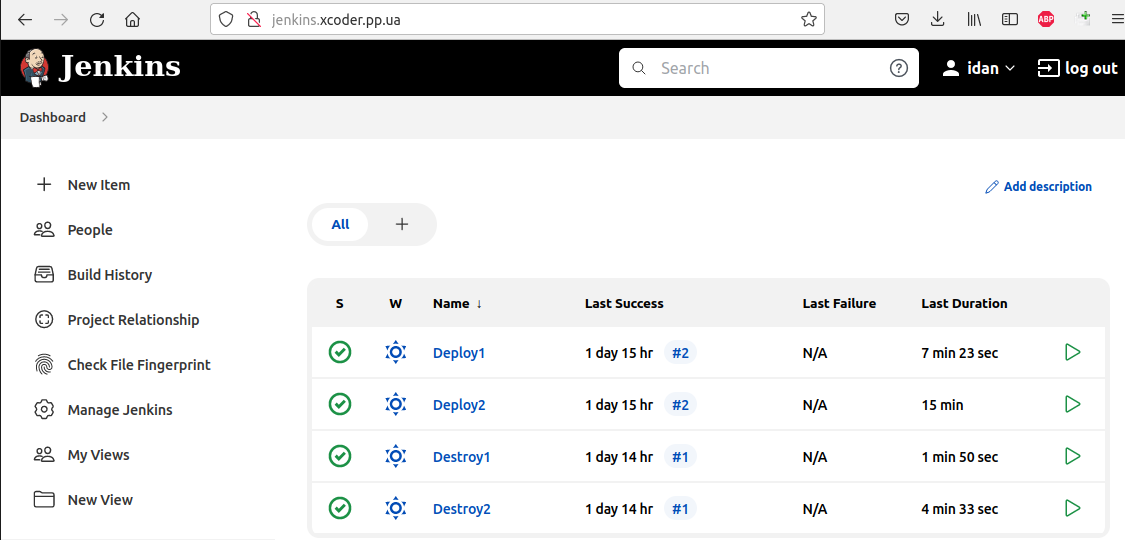 jenkins.xcoder.pp.ua
ABP
Jenkins
Search
idan
log out
Dashboard
New Item
People
Build History
Project Relationship
Check File Fingerprint
Manage Jenkins
My Views
New View
Add description
All +
S W Name ↓ Last Success Last Failure Last Duration
Deploy1 1 day 15 hr #2 N/A 7 min 23 sec
Deploy2 1 day 15 hr #2 N/A 15 min
Destroy1 1 day 14 hr #1 N/A 1 min 50 sec
Destroy2 1 day 14 hr #1 N/A 4 min 33 sec